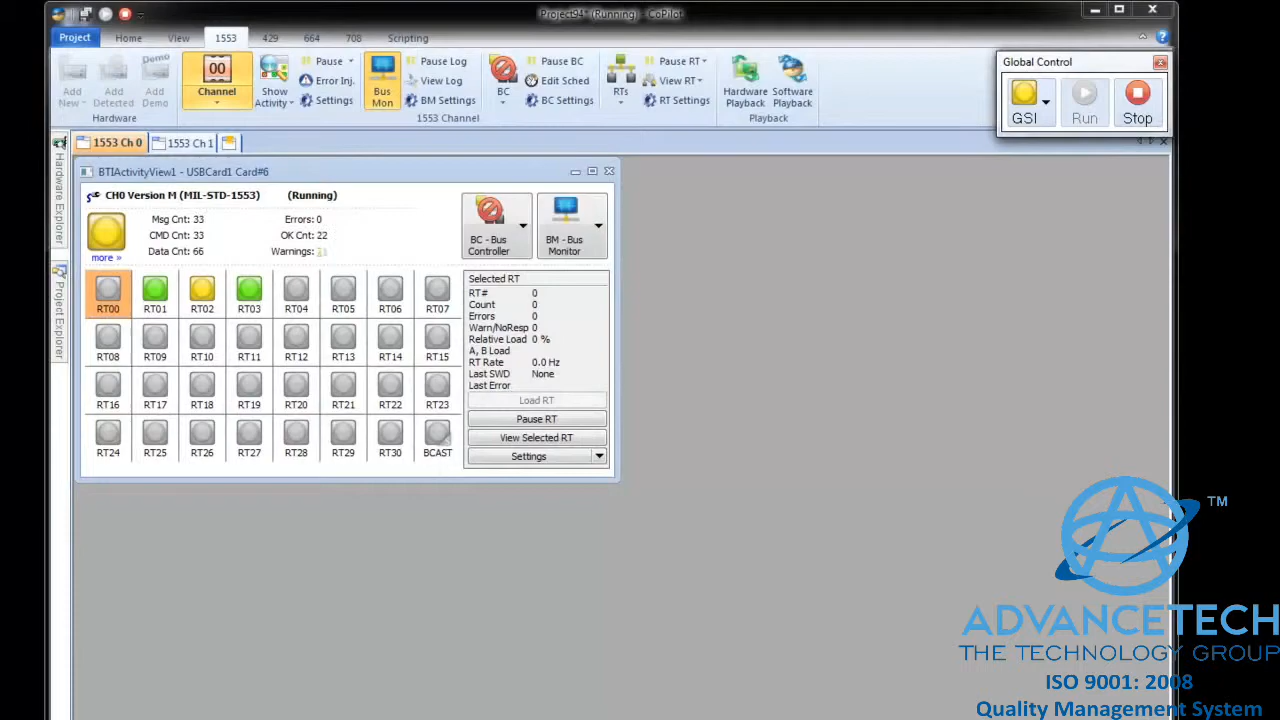 Project94* (Running) - CoPilot
Project
Home
View
1553
429
664
708
Scripting
Add New
Add Detected
Demo
Add Demo
Hardware
00
Channel
Show Activity
Pause
Error Inj.
Settings
Bus Mon
Pause Log
View Log
BM Settings
BC
Pause BC
Edit Sched
BC Settings
1553 Channel
RTs
Pause RT
View RT
RT Settings
Hardware Playback
Software Playback
Playback
Global Control
GSI
Run
Stop
1553 Ch 0
1553 Ch 1
Hardware Explorer
Project Explorer
BTIActivityView1 - USBCard1 Card#6
CH0 Version M (MIL-STD-1553) (Running)
Msg Cnt: 33
Errors: 0
CMD Cnt: 33
OK Cnt: 22
Data Cnt: 66
Warnings: 11
more »
BC - Bus Controller
BM - Bus Monitor
RT00 RT01 RT02 RT03 RT04 RT05 RT06 RT07
RT08 RT09 RT10 RT11 RT12 RT13 RT14 RT15
RT16 RT17 RT18 RT19 RT20 RT21 RT22 RT23
RT24 RT25 RT26 RT27 RT28 RT29 RT30 BCAST
Selected RT
RT# 0
Count 0
Errors 0
Warn/NoResp 0
Relative Load 0 %
A, B Load
RT Rate 0.0 Hz
Last SWD None
Last Error
Load RT
Pause RT
View Selected RT
Settings
TM
ADVANCETECH
THE TECHNOLOGY GROUP
ISO 9001: 2008
Quality Management System